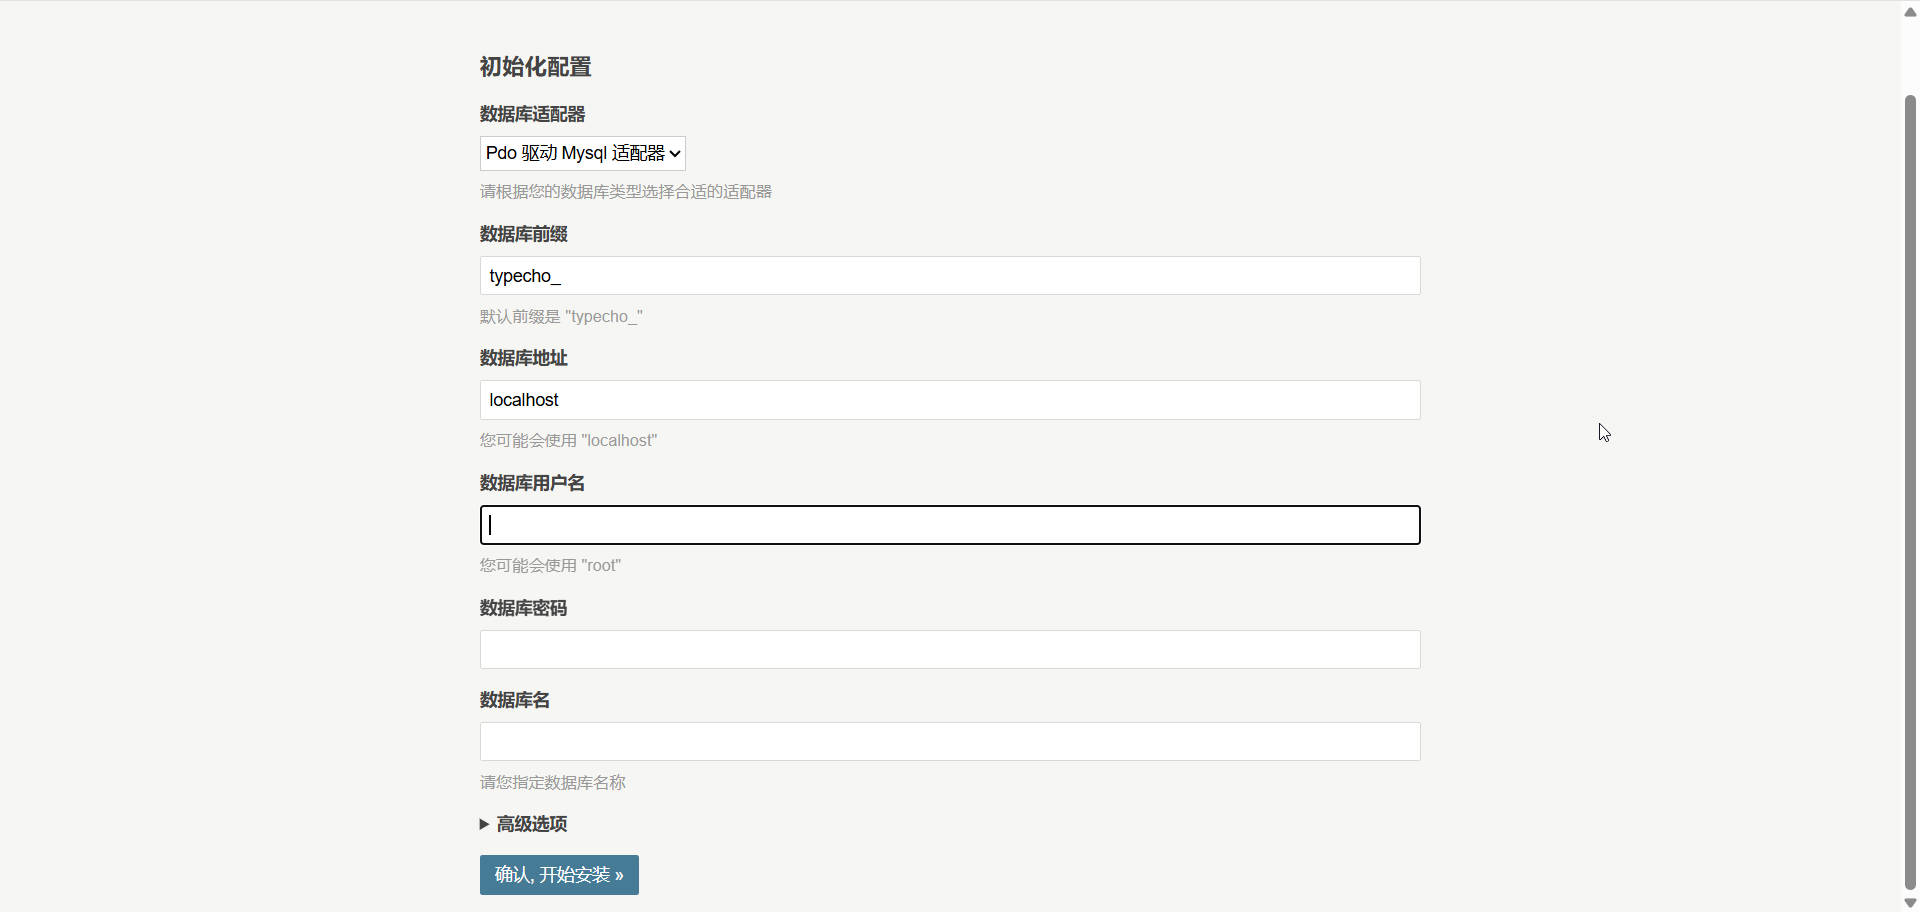 初始化配置
数据库适配器
Pdo 驱动 Mysql 适配器
请根据您的数据库类型选择合适的适配器
数据库前缀
typecho_
默认前缀是 "typecho_"
数据库地址
localhost
您可能会使用 "localhost"
数据库用户名
您可能会使用 "root"
数据库密码
数据库名
请您指定数据库名称
高级选项
确认, 开始安装 »